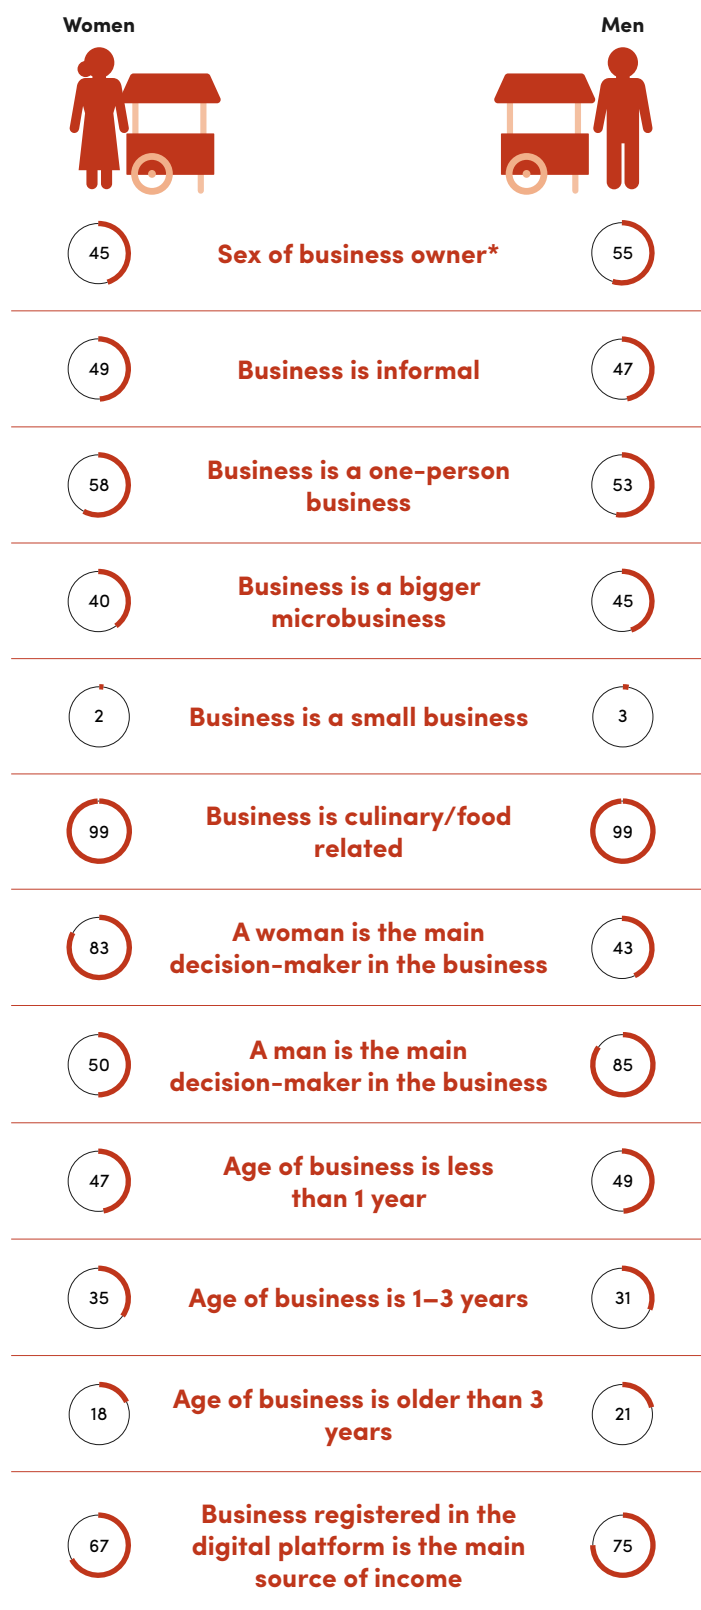 Women
Men
45
Sex of business owner*
55
49
Business is informal
47
58
Business is a one-person
business
53
40
Business is a bigger
microbusiness
45
2
Business is a small business
3
99
Business is culinary/food
related
99
83
A woman is the main
decision-maker in the business
43
50
A man is the main
decision-maker in the business
85
47
Age of business is less
than 1 year
49
35
Age of business is 1–3 years
31
18
Age of business is older than 3
years
21
67
Business registered in the
digital platform is the main
source of income
75